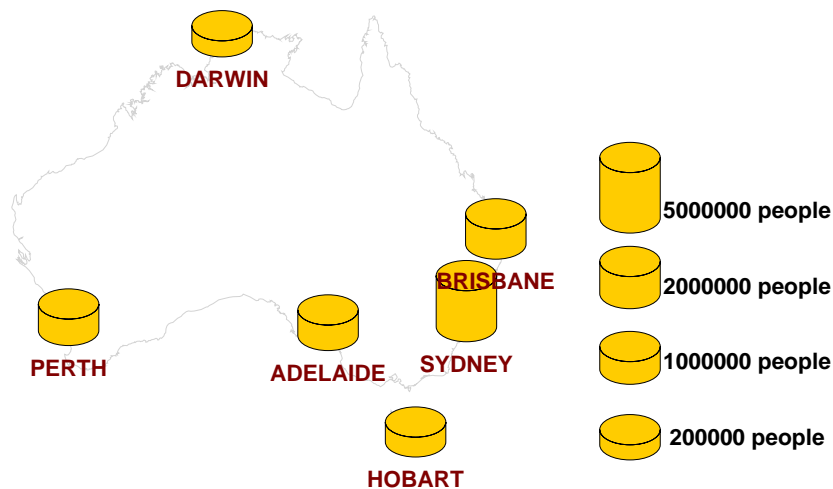 DARWIN
5000000 people
BRISBANE
2000000 people
PERTH
ADELAIDE
SYDNEY
1000000 people
200000 people
HOBART